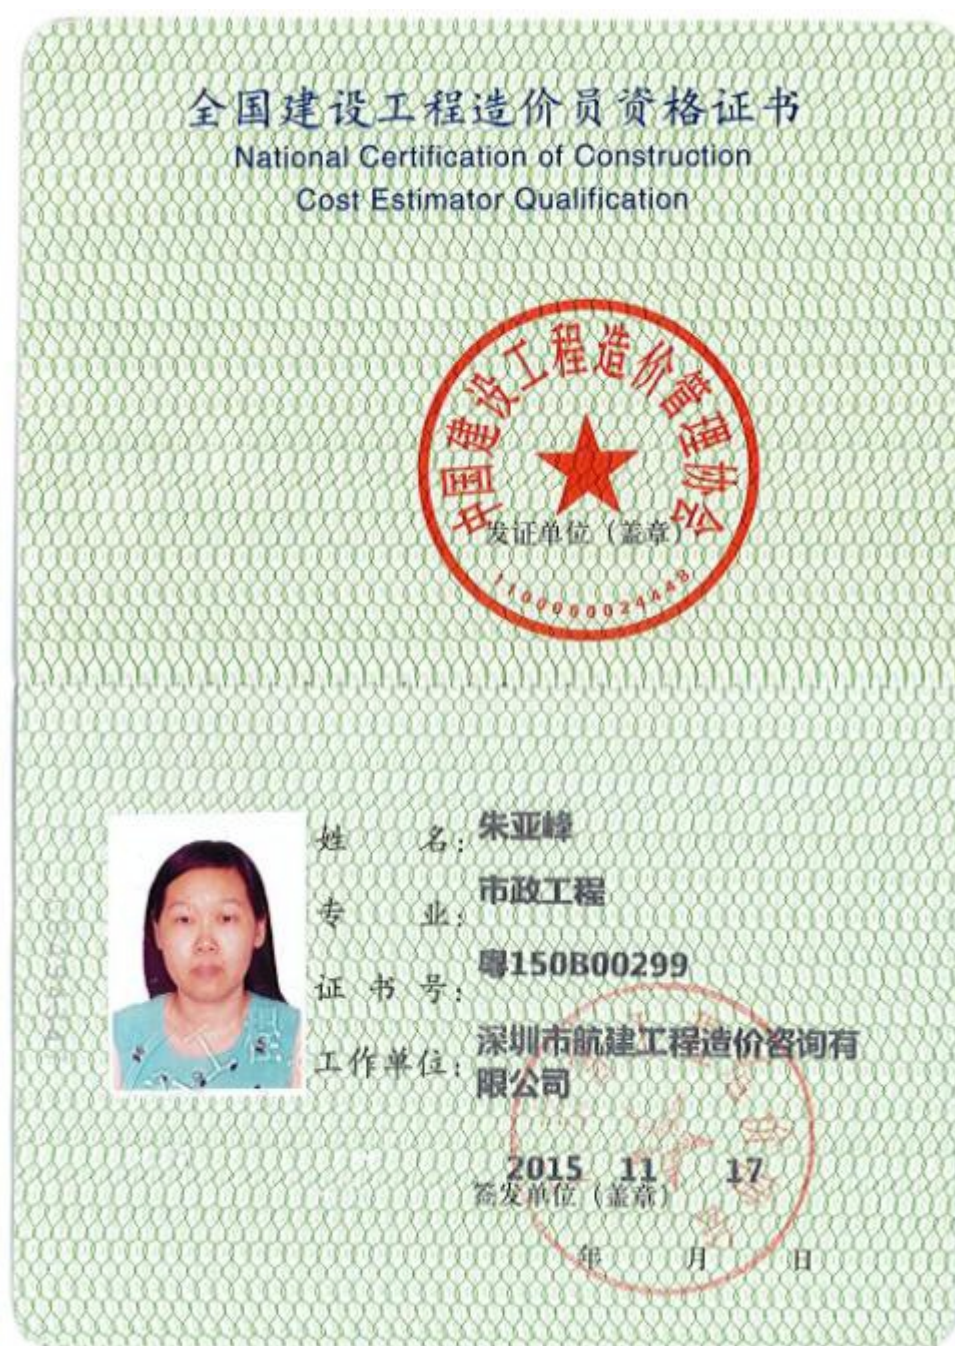 全国建设工程造价员资格证书
National Certification of Construction
Cost Estimator Qualification
中国建设工程造价管理协会
发证单位（盖章）
1100000024448
姓 名：朱亚峰
专 业：市政工程
证 书 号：粤150B00299
工作单位：深圳市航建工程造价咨询有
限公司
2015 11 17
签发单位（盖章）
年 月 日